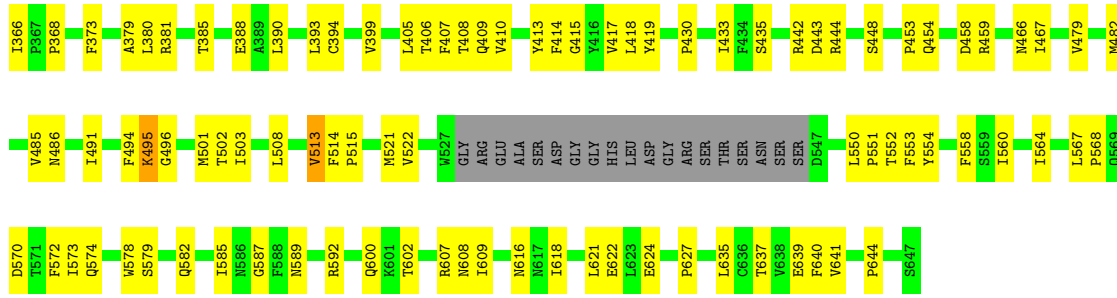 I366 P367 P368 F373 A379 L380 R381 T385 E388 A389 L390 L393 C394 V399 L405 T406 F407 T408 Q409 V410 Y413 F414 G415 Y416 V417 L418 Y419 P430 I433 F434 S435 R442 D443 R444 S448 P453 Q454 D458 R459 N466 I467 V479 M482
V485 N486 I491 F494 K495 G496 M501 T502 I503 L508 V513 F514 P515 M521 V522 W527 GLY ARG GLU ALA SER ASP GLY GLY HIS LEU ASP GLY ARG SER THR SER ASN SER SER D547 L550 P551 T552 F553 Y554 F558 S559 I560 I564 L567 P568 Q569
D570 T571 F572 I573 Q574 W578 S579 Q582 I585 N586 G587 F588 N589 R592 Q600 K601 T602 R607 N608 I609 N616 N617 I618 L621 E622 L623 E624 P627 L635 C636 T637 V638 E639 F640 V641 P644 S647